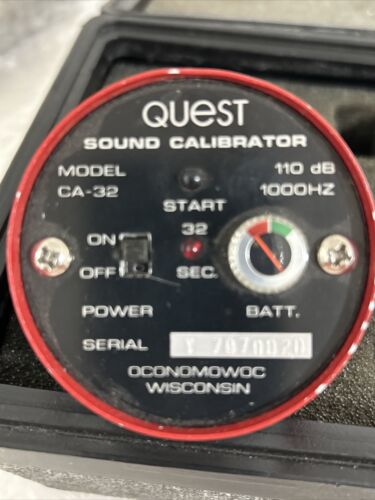 QUEST
SOUND CALIBRATOR
MODEL 110 dB
CA-32 1000HZ
START
ON 32
OFF SEC.
POWER BATT.
SERIAL
OCONOMOWOC
WISCONSIN